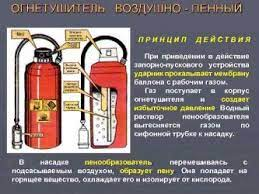 ОГНЕТУШИТЕЛЬ ВОЗДУШНО - ПЕННЫЙ
ПРИНЦИП ДЕЙСТВИЯ
При приведении в действие
запорно-пускового устройства
ударник прокалывает мембрану
баллона с рабочим газом.
Газ поступает в корпус
огнетушителя и создает
избыточное давление Водный
раствор пенообразователя
вытесняется газом по
сифонной трубке к насадку.
В насадке пенообразователь перемешиваясь с
подсасываемым воздухом, образует пену Она попадает на
горящее вещество, охлаждает его и изолирует от кислорода.